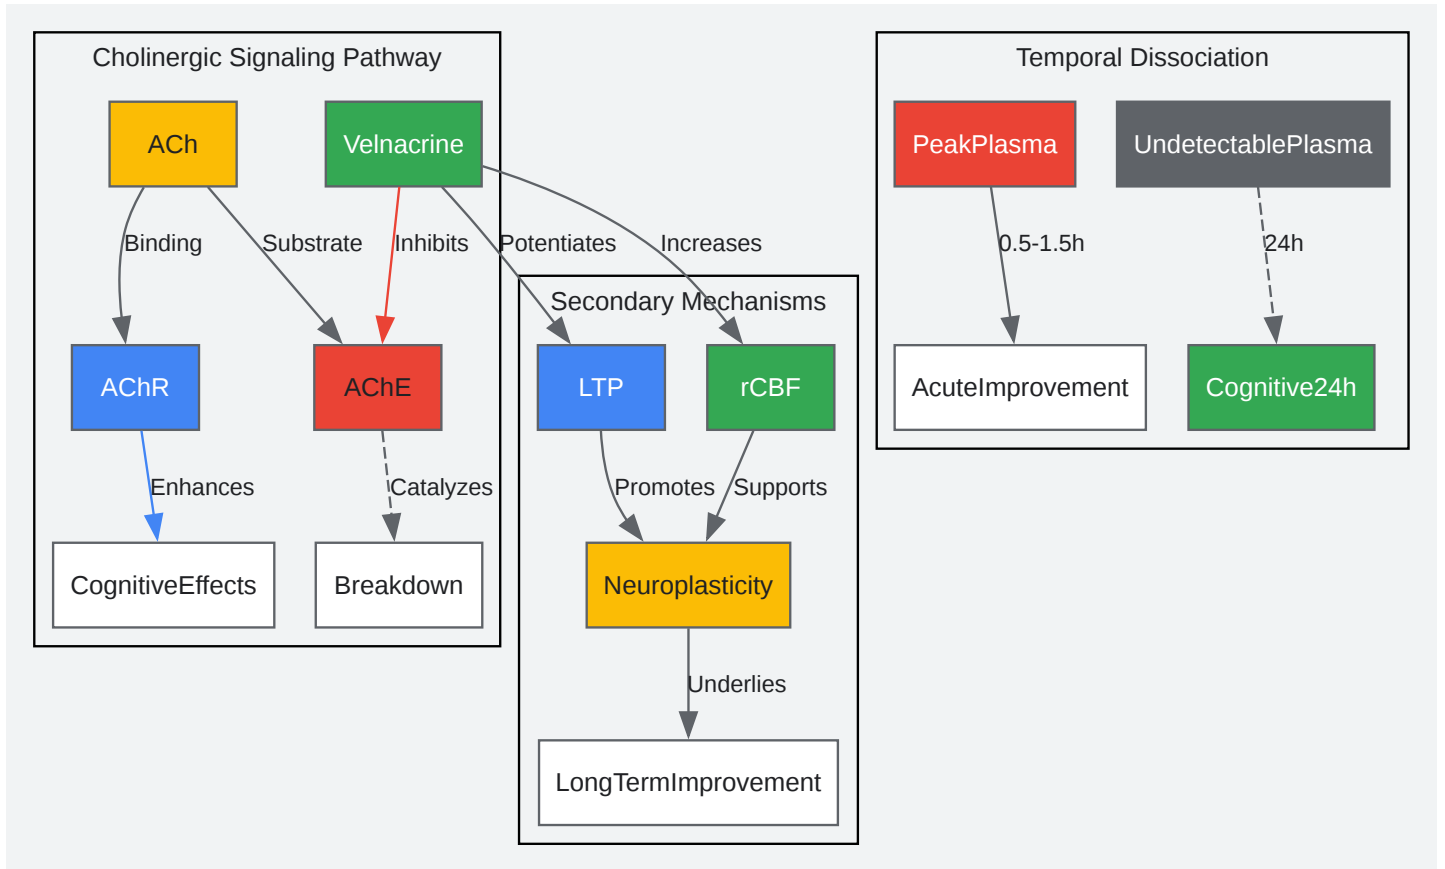 Cholinergic Signaling Pathway
Temporal Dissociation
ACh
Velnacrine
PeakPlasma
UndetectablePlasma
Binding
Substrate
Inhibits
Potentiates
Increases
0.5-1.5h
24h
Secondary Mechanisms
AChR
AChE
LTP
rCBF
AcuteImprovement
Cognitive24h
Enhances
Catalyzes
Promotes
Supports
CognitiveEffects
Breakdown
Neuroplasticity
Underlies
LongTermImprovement